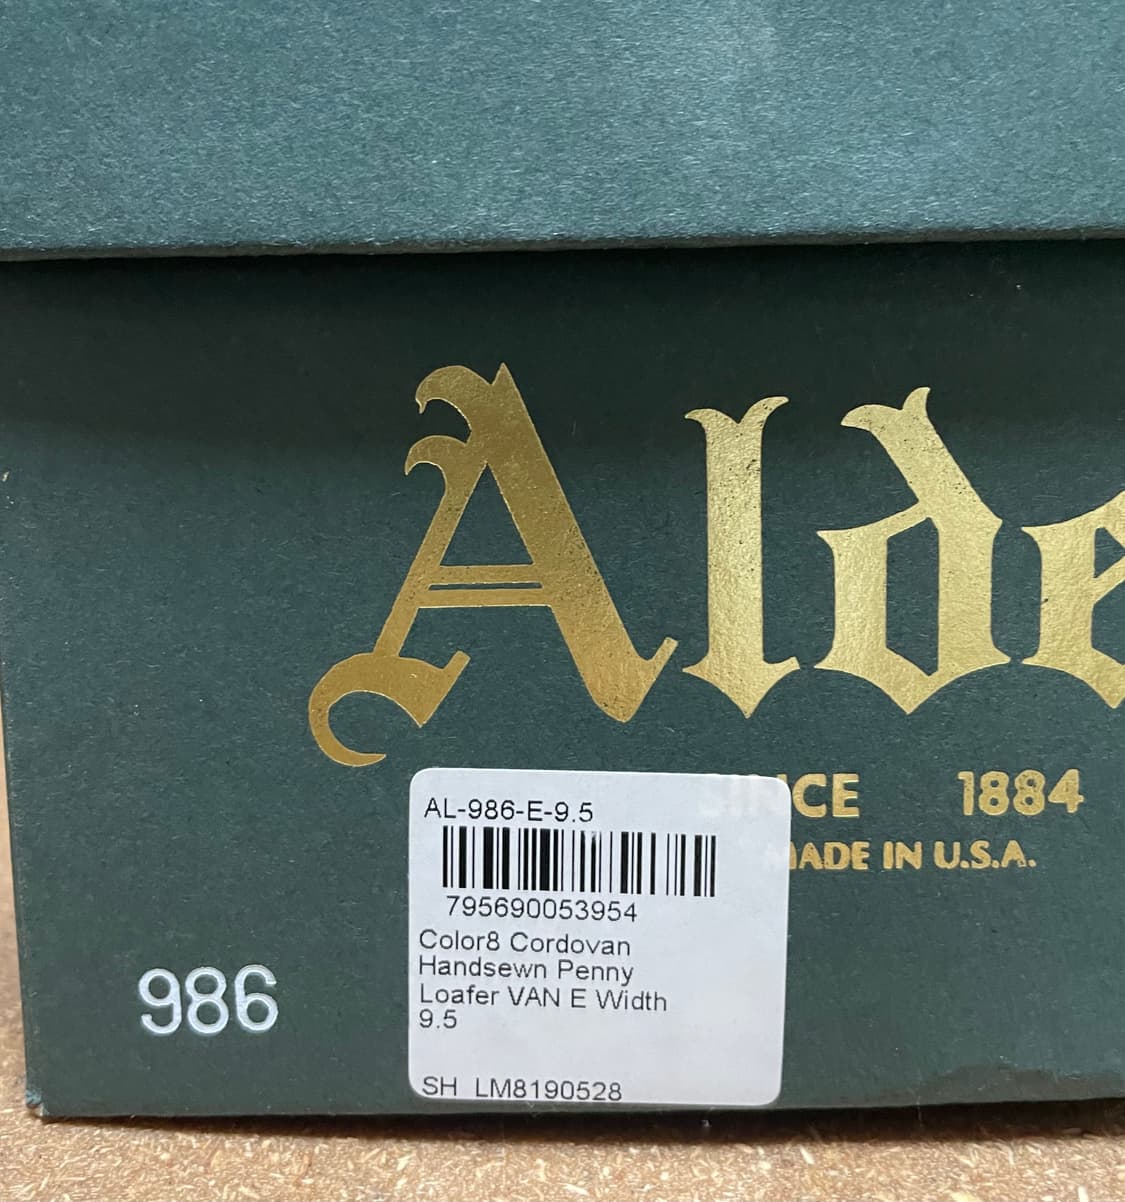 Alde
SINCE 1884
MADE IN U.S.A.
AL-986-E-9.5
795690053954
Color8 Cordovan
Handsewn Penny
Loafer VAN E Width
9.5
SH LM8190528
986